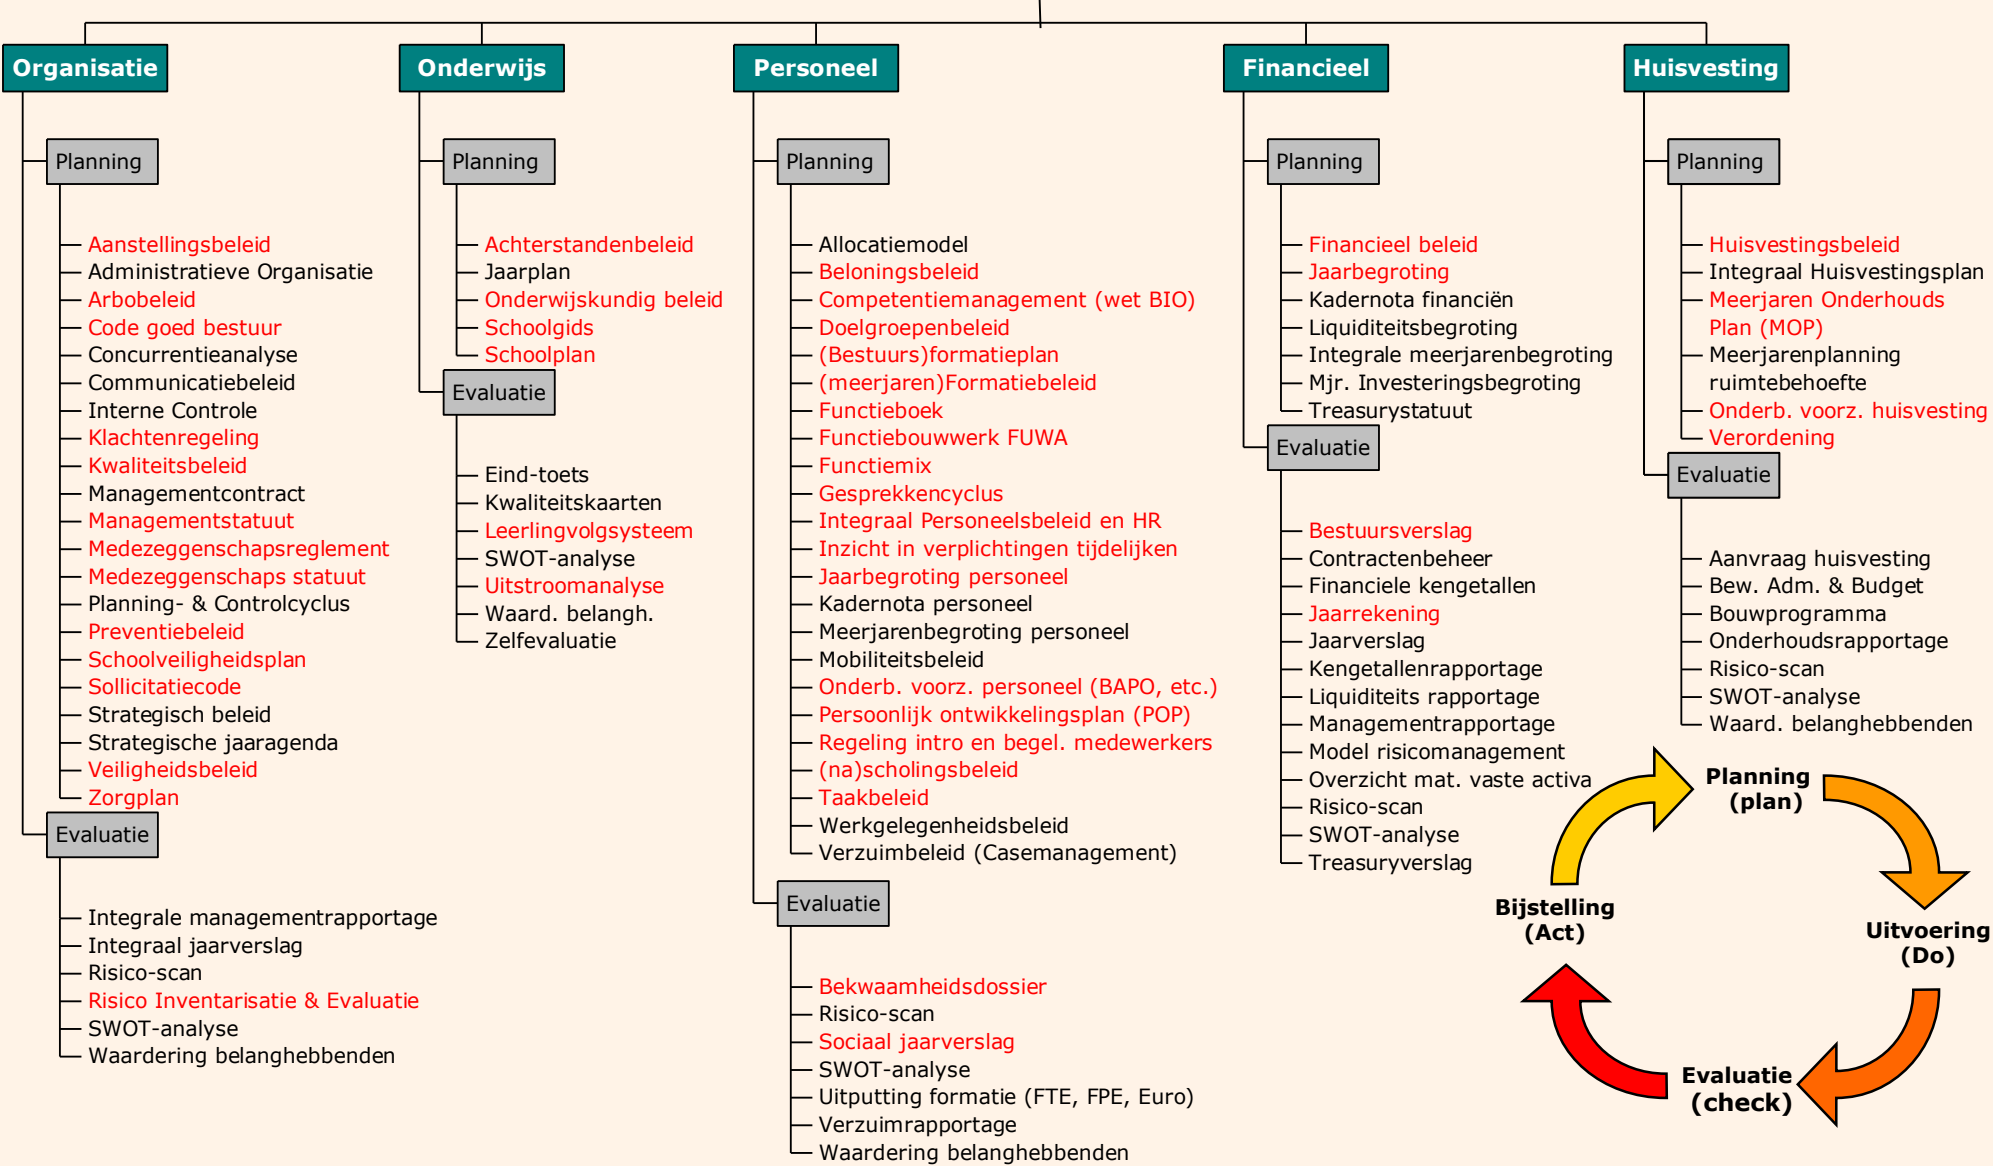 Organisatie
Planning
Aanstellingsbeleid
Administratieve Organisatie
Arbobeleid
Code goed bestuur
Concurrentieanalyse
Communicatiebeleid
Interne Controle
Klachtenregeling
Kwaliteitsbeleid
Managementcontract
Managementstatuut
Medezeggenschapsreglement
Medezeggenschaps statuut
Planning- & Controlcyclus
Preventiebeleid
Schoolveiligheidsplan
Sollicitatiecode
Strategisch beleid
Strategische jaaragenda
Veiligheidsbeleid
Zorgplan
Evaluatie
Integrale managementrapportage
Integraal jaarverslag
Risico-scan
Risico Inventarisatie & Evaluatie
SWOT-analyse
Waardering belanghebbenden
Onderwijs
Planning
Achterstandenbeleid
Jaarplan
Onderwijskundig beleid
Schoolgids
Schoolplan
Evaluatie
Eind-toets
Kwaliteitskaarten
Leerlingvolgsysteem
SWOT-analyse
Uitstroomanalyse
Waard. belangh.
Zelfevaluatie
Personeel
Planning
Allocatiemodel
Beloningsbeleid
Competentiemanagement (wet BIO)
Doelgroepenbeleid
(Bestuurs)formatieplan
(meerjaren)Formatiebeleid
Functieboek
Functiebouwwerk FUWA
Functiemix
Gesprekkencyclus
Integraal Personeelsbeleid en HR
Inzicht in verplichtingen tijdelijken
Jaarbegroting personeel
Kadernota personeel
Meerjarenbegroting personeel
Mobiliteitsbeleid
Onderb. voorz. personeel (BAPO, etc.)
Persoonlijk ontwikkelingsplan (POP)
Regeling intro en begel. medewerkers
(na)scholingsbeleid
Taakbeleid
Werkgelegenheidsbeleid
Verzuimbeleid (Casemanagement)
Evaluatie
Bekwaamheidsdossier
Risico-scan
Sociaal jaarverslag
SWOT-analyse
Uitputting formatie (FTE, FPE, Euro)
Verzuimrapportage
Waardering belanghebbenden
Financieel
Planning
Financieel beleid
Jaarbegroting
Kadernota financiën
Liquiditeitsbegroting
Integrale meerjarenbegroting
Mjr. Investeringsbegroting
Treasurystatuut
Evaluatie
Bestuursverslag
Contractenbeheer
Financiele kengetallen
Jaarrekening
Jaarverslag
Kengetallenrapportage
Liquiditeits rapportage
Managementrapportage
Model risicomanagement
Overzicht mat. vaste activa
Risico-scan
SWOT-analyse
Treasuryverslag
Huisvesting
Planning
Huisvestingsbeleid
Integraal Huisvestingsplan
Meerjaren Onderhouds
Plan (MOP)
Meerjarenplanning
ruimtebehoefte
Onderb. voorz. huisvesting
Verordening
Evaluatie
Aanvraag huisvesting
Bew. Adm. & Budget
Bouwprogramma
Onderhoudsrapportage
Risico-scan
SWOT-analyse
Waard. belanghebbenden
Planning
(plan)
Uitvoering
(Do)
Evaluatie
(check)
Bijstelling
(Act)